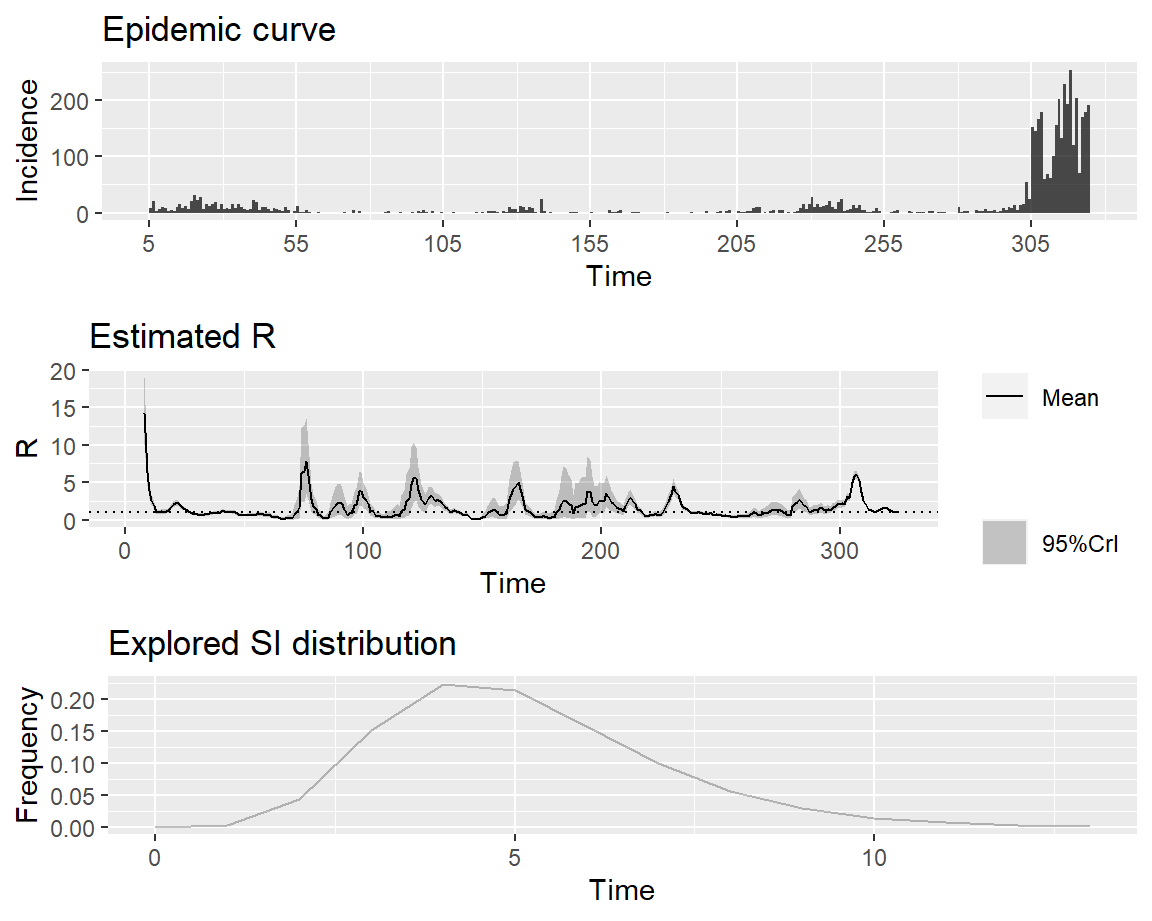 Epidemic curve
Incidence
200
100
0
5 55 105 155 205 255 305
Time
Estimated R
R
20
15
10
5
0
0 100 200 300
Time
Mean
95%CrI
Explored SI distribution
Frequency
0.20
0.15
0.10
0.05
0.00
0 5 10
Time